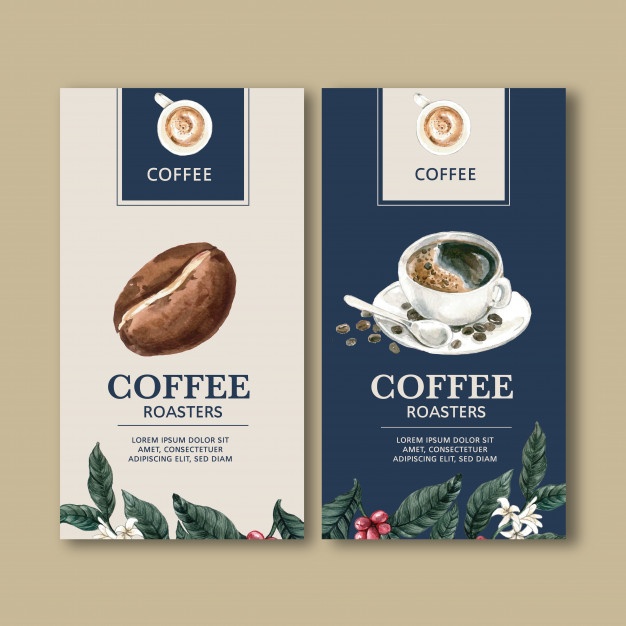 COFFEE
COFFEE
ROASTERS
LOREM IPSUM DOLOR SIT
AMET, CONSECTETUER
ADIPISCING ELIT, SED DIAM
COFFEE
COFFEE
ROASTERS
LOREM IPSUM DOLOR SIT
AMET, CONSECTETUER
ADIPISCING ELIT, SED DIAM